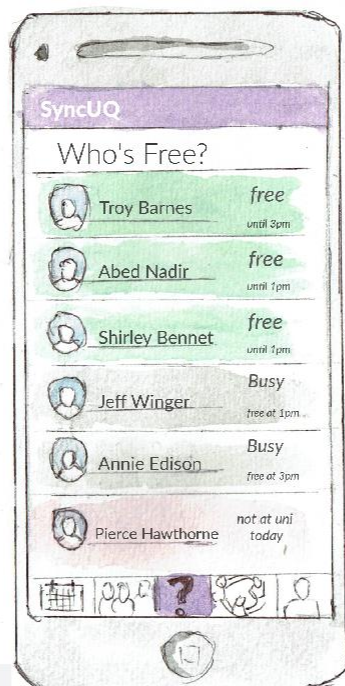 SyncUQ
Who's Free?
Troy Barnes
free
until 3pm
Abed Nadir
free
until 1pm
Shirley Bennet
free
until 1pm
Jeff Winger
Busy
free at 1pm
Annie Edison
Busy
free at 3pm
Pierce Hawthorne
not at uni
today
?